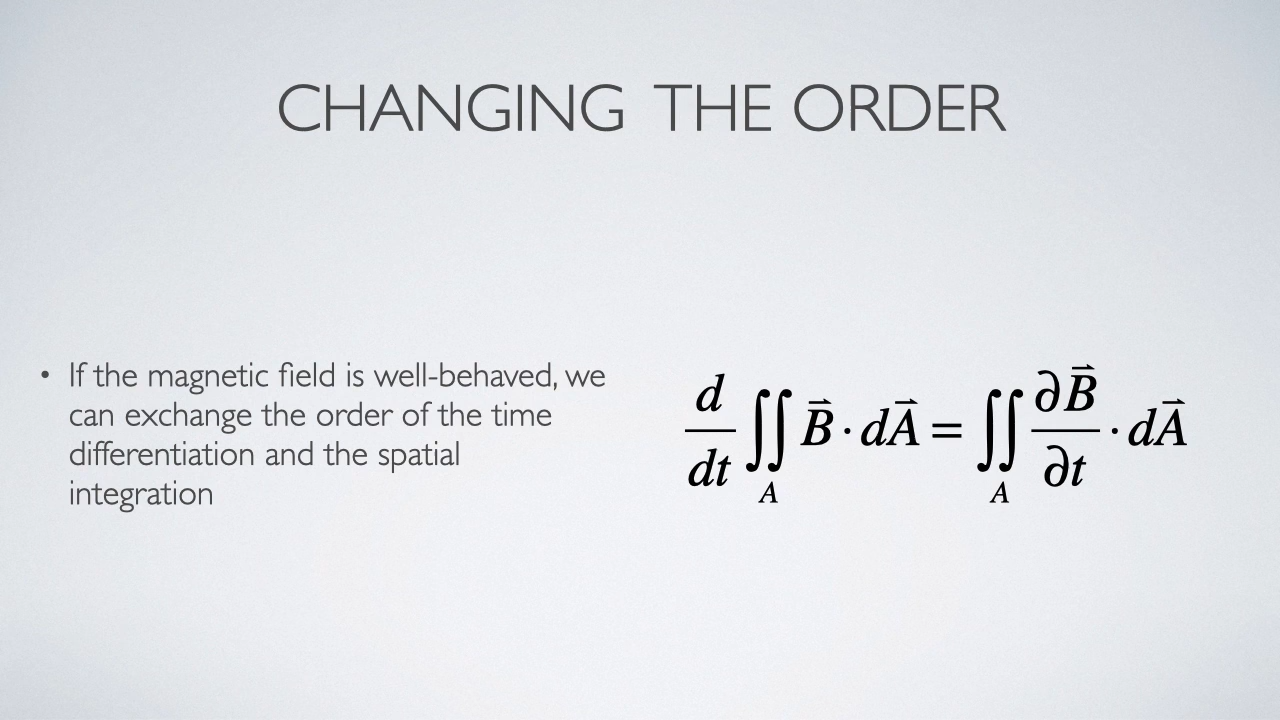 CHANGING THE ORDER
• If the magnetic field is well-behaved, we
can exchange the order of the time
differentiation and the spatial
integration
d/dt ∬_A B⃗ · dA⃗ = ∬_A ∂B⃗/∂t · dA⃗